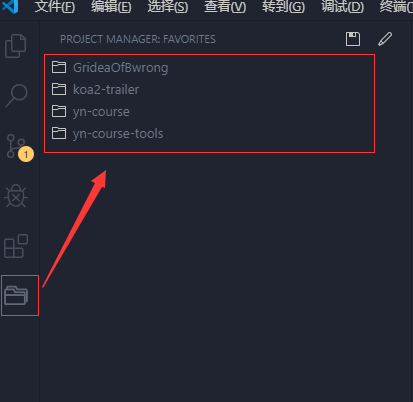 文件(F) 编辑(E) 选择(S) 查看(V) 转到(G) 调试(D) 终端
PROJECT MANAGER: FAVORITES
GrideaOfBwrong
koa2-trailer
yn-course
yn-course-tools
1